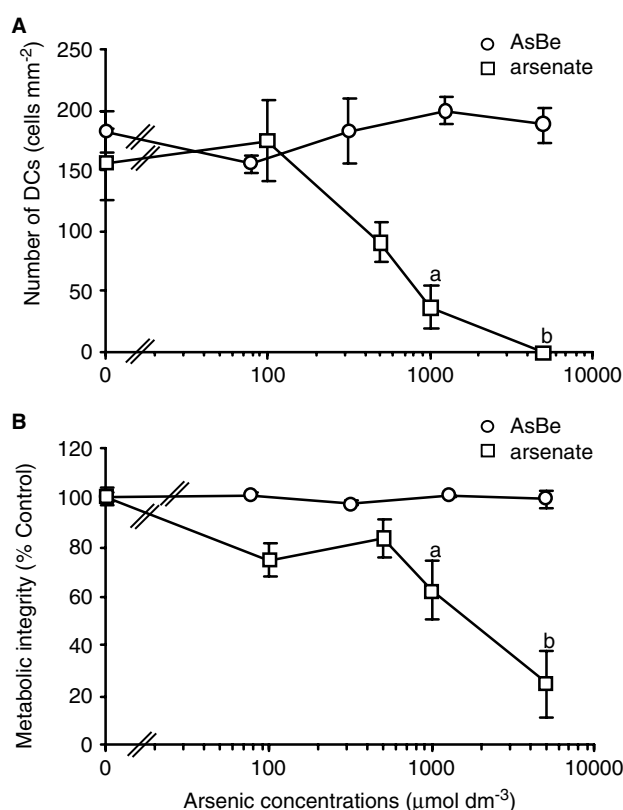 A
AsBe
arsenate
Number of DCs (cells mm⁻²)
250
200
150
100
50
0
a
b
0 100 1000 10000
B
AsBe
arsenate
Metabolic integrity (% Control)
120
100
80
60
40
20
0
a
b
0 100 1000 10000
Arsenic concentrations (μmol dm⁻³)